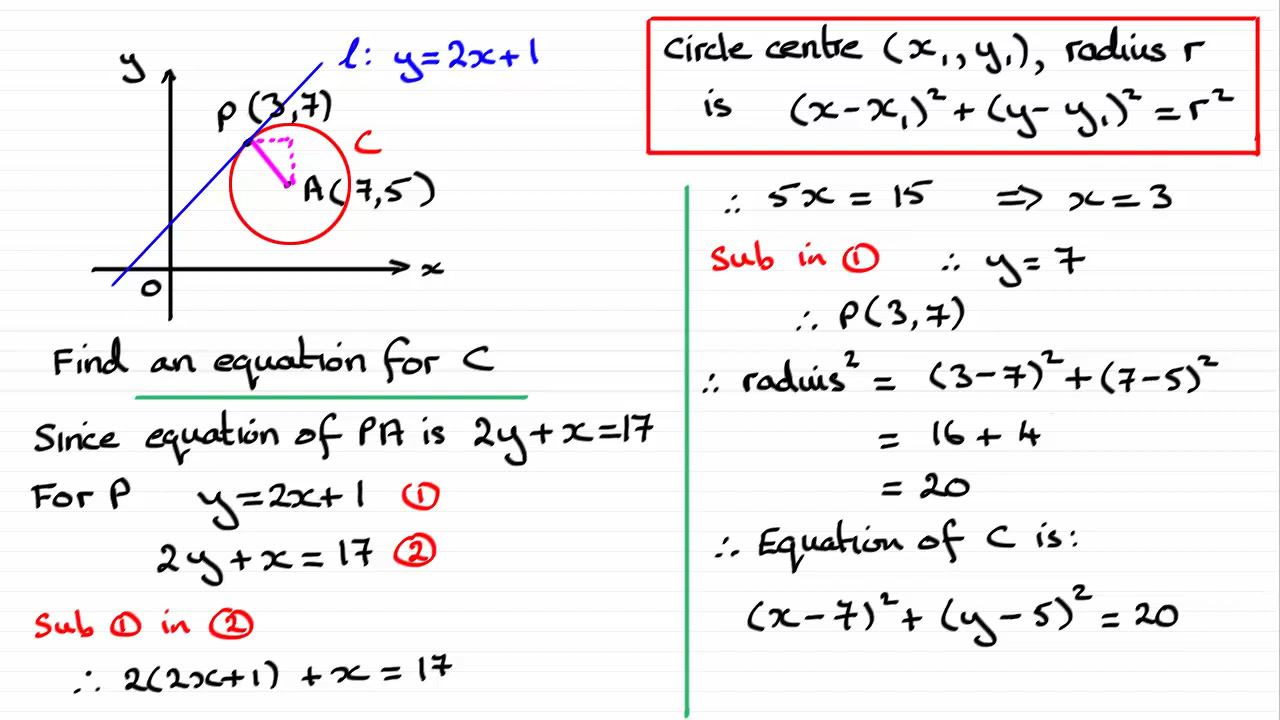 y
l: y=2x+1
P(3,7)
C
A(7,5)
O
x
Find an equation for C
Since equation of PA is 2y+x=17
For P y=2x+1 ①
2y+x=17 ②
Sub ① in ②
∴ 2(2x+1)+x=17
Circle centre (x₁,y₁), radius r
is (x-x₁)²+(y-y₁)²=r²
∴ 5x=15 ⇒ x=3
Sub in ① ∴ y=7
∴ P(3,7)
∴ radius² = (3-7)²+(7-5)²
= 16+4
= 20
∴ Equation of C is:
(x-7)²+(y-5)²=20